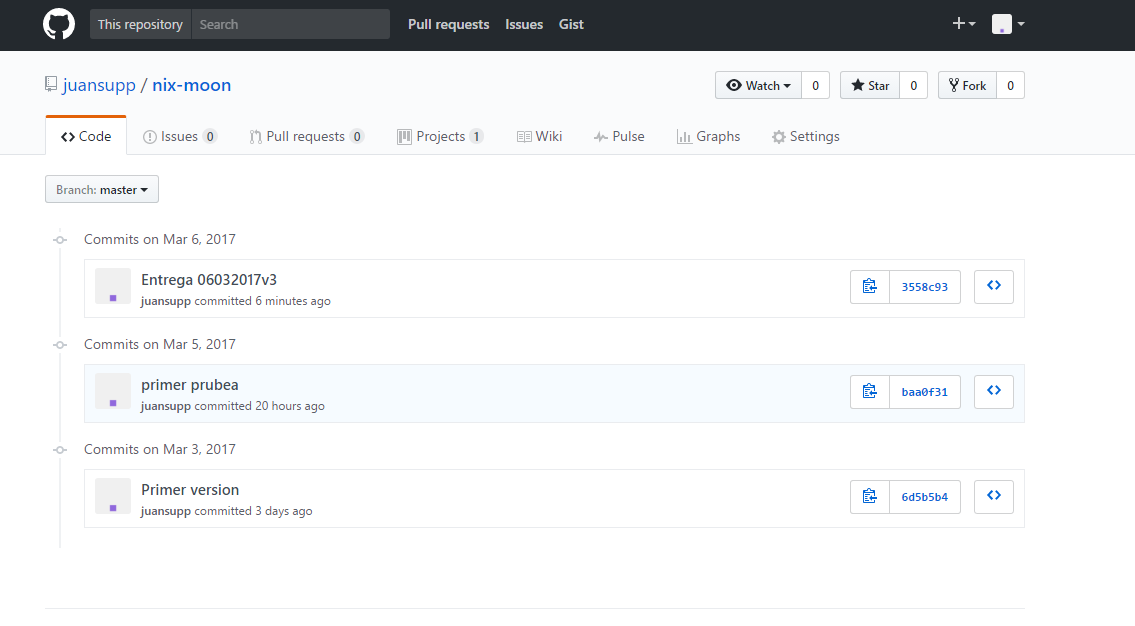 This repository Search Pull requests Issues Gist
juansupp / nix-moon Watch 0 Star 0 Fork 0
Code Issues 0 Pull requests 0 Projects 1 Wiki Pulse Graphs Settings
Branch: master
Commits on Mar 6, 2017
Entrega 06032017v3
juansupp committed 6 minutes ago
3558c93
Commits on Mar 5, 2017
primer prubea
juansupp committed 20 hours ago
baa0f31
Commits on Mar 3, 2017
Primer version
juansupp committed 3 days ago
6d5b5b4